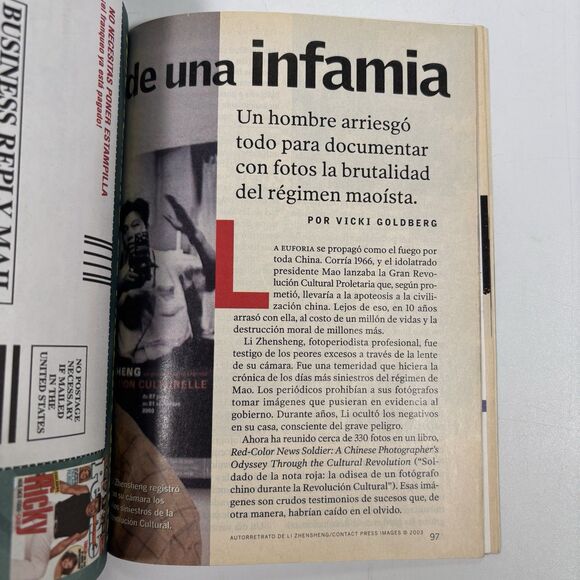 NO NECESITAS PONER ESTAMPILLA
¡el franqueo ya está pagado!
BUSINESS REPLY MAIL
NO POSTAGE
NECESSARY
IF MAILED
IN THE
UNITED STATES
de una infamia
Un hombre arriesgó
todo para documentar
con fotos la brutalidad
del régimen maoísta.
POR VICKI GOLDBERG
LA EUFORIA se propagó como el fuego por
toda China. Corría 1966, y el idolatrado
presidente Mao lanzaba la Gran Revo-
lución Cultural Proletaria que, según pro-
metió, llevaría a la apoteosis a la civili-
zación china. Lejos de eso, en 10 años
arrasó con ella, al costo de un millón de vidas y la
destrucción moral de millones más.
Li Zhensheng, fotoperiodista profesional, fue
testigo de los peores excesos a través de la lente
de su cámara. Fue una temeridad que hiciera la
crónica de los días más siniestros del régimen de
Mao. Los periódicos prohibían a sus fotógrafos
tomar imágenes que pusieran en evidencia al
gobierno. Durante años, Li ocultó los negativos
en su casa, consciente del grave peligro.
Ahora ha reunido cerca de 330 fotos en un libro,
Red-Color News Soldier: A Chinese Photographer's
Odyssey Through the Cultural Revolution ("Sol-
dado de la nota roja: la odisea de un fotógrafo
chino durante la Revolución Cultural"). Esas imá-
genes son crudos testimonios de sucesos que, de
otra manera, habrían caído en el olvido.
HENG
ON CULTURELLE
2003
Zhensheng registró
su cámara los
siniestros de la
olución Cultural.
AUTORRETRATO DE LI ZHENSHENG/CONTACT PRESS IMAGES © 2003
97